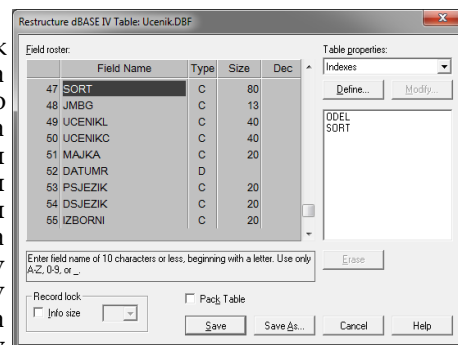 Restructure dBASE IV Table: Ucenik.DBF
Field roster:
Table properties:
Field Name Type Size Dec
Indexes
47 SORT C 80
Define... Modify...
48 JMBG C 13
49 UCENIKL C 40
50 UCENIKC C 40
51 MAJKA C 20
52 DATUMR D
53 PSJEZIK C 20
54 DSJEZIK C 20
55 IZBORNI C 20
ODEL
SORT
Enter field name of 10 characters or less, beginning with a letter. Use only
A-Z, 0-9, or _.
Erase
Record lock
Info size
Pack Table
Save Save As... Cancel Help